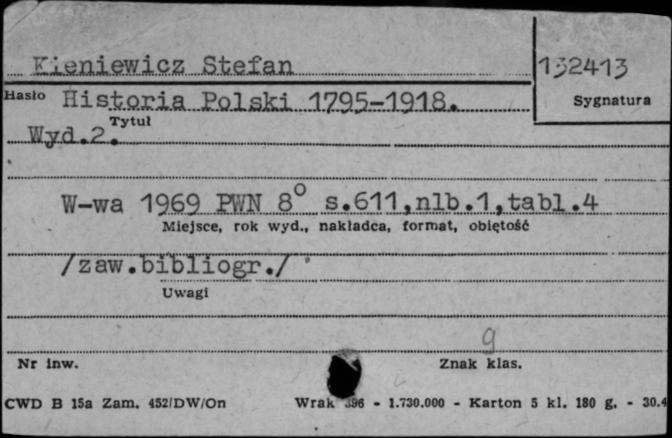 Kieniewicz Stefan
132413
Hasło Historia Polski 1795-1918.
Sygnatura
Tytuł
Wyd.2.
W-wa 1969 PWN 8° s.611,nlb.1,tabl.4
Miejsce, rok wyd., nakładca, format, objętość
/zaw.bibliogr./
Uwagi
9
Nr inw. Znak klas.
CWD B 15a Zam. 452/DW/On Wrak 396 - 1.730.000 - Karton 5 kl. 180 g. - 30.4